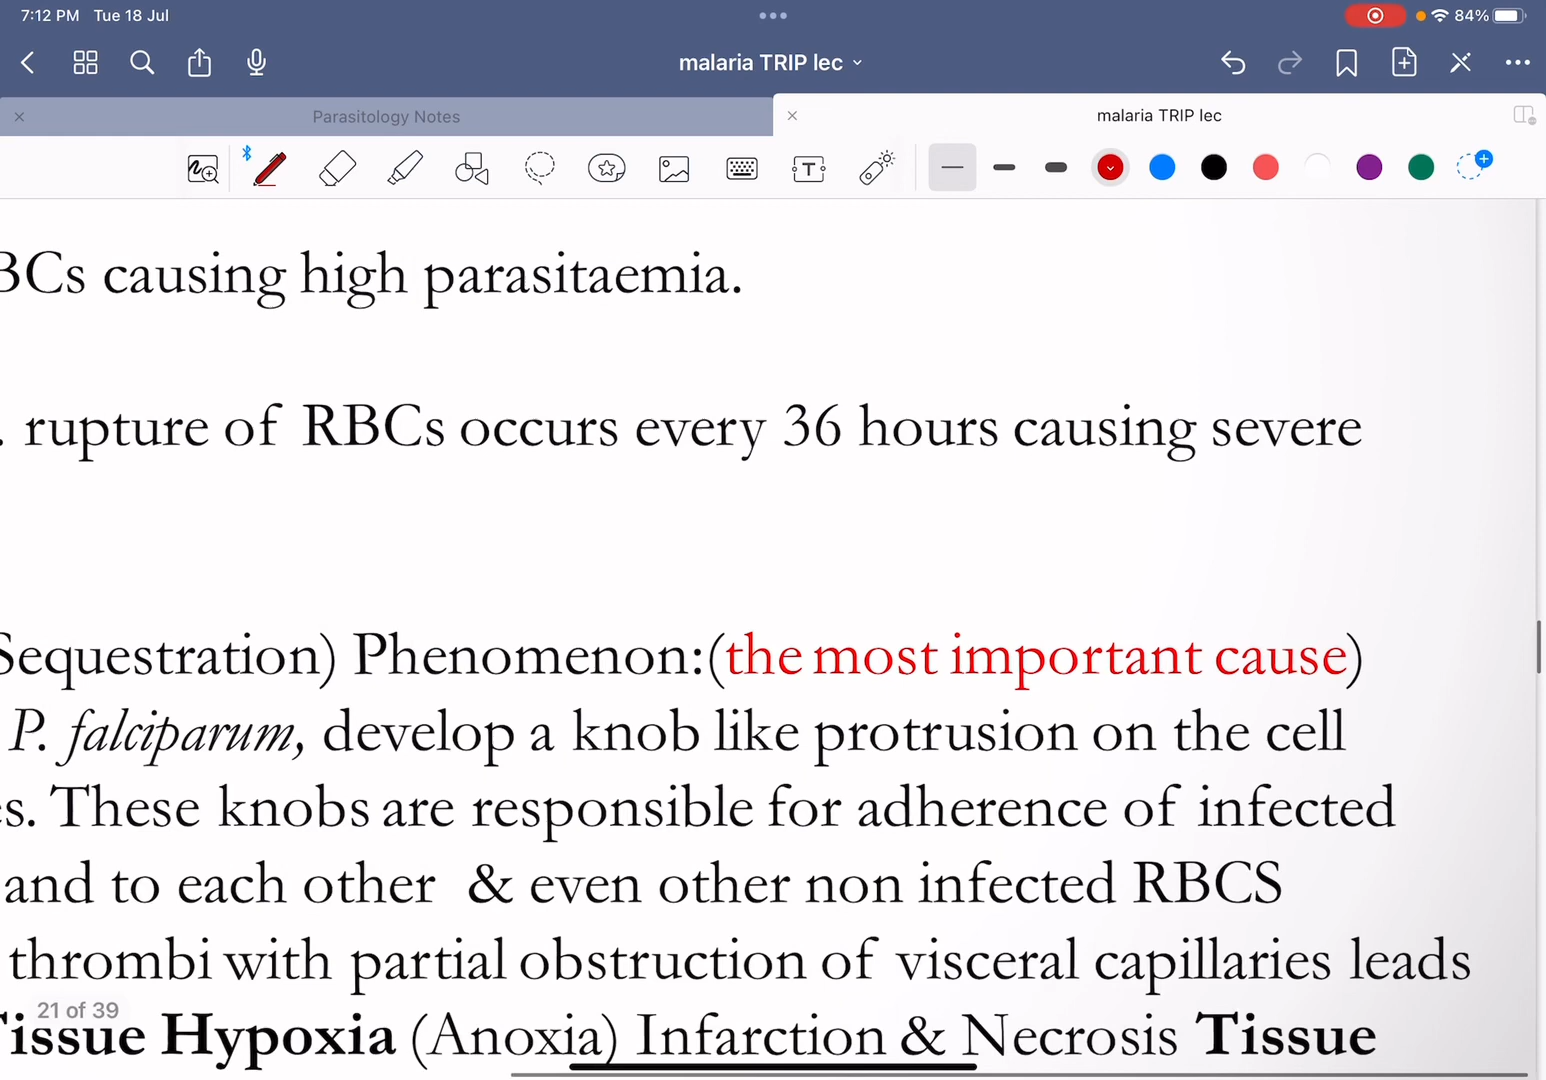 7:12 PM Tue 18 Jul
84%
malaria TRIP lec
Parasitology Notes
malaria TRIP lec
BCs causing high parasitaemia.
. rupture of RBCs occurs every 36 hours causing severe
Sequestration) Phenomenon:(the most important cause)
P. falciparum, develop a knob like protrusion on the cell
es. These knobs are responsible for adherence of infected
and to each other & even other non infected RBCS
thrombi with partial obstruction of visceral capillaries leads
21 of 39
Tissue Hypoxia (Anoxia) Infarction & Necrosis Tissue